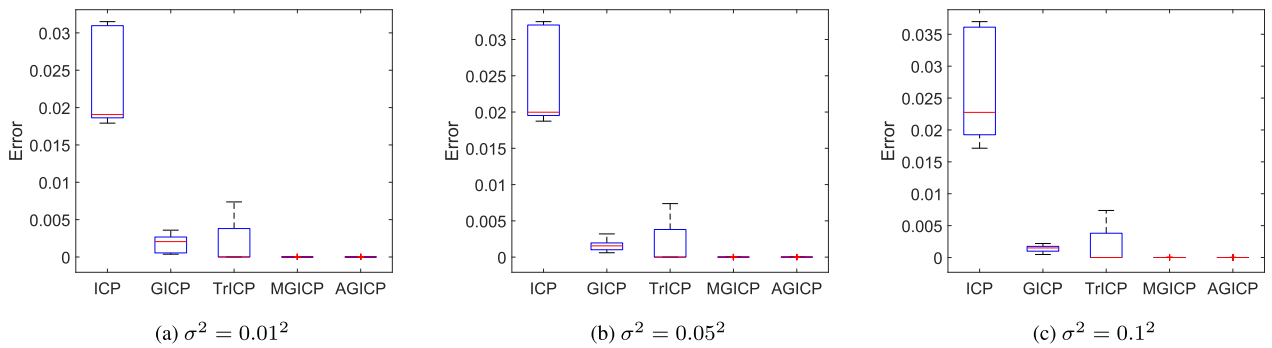 Error
0.03
0.025
0.02
0.015
0.01
0.005
0
ICP GICP TrICP MGICP AGICP
(a) σ² = 0.01²
Error
0.03
0.025
0.02
0.015
0.01
0.005
0
ICP GICP TrICP MGICP AGICP
(b) σ² = 0.05²
Error
0.035
0.03
0.025
0.02
0.015
0.01
0.005
0
ICP GICP TrICP MGICP AGICP
(c) σ² = 0.1²